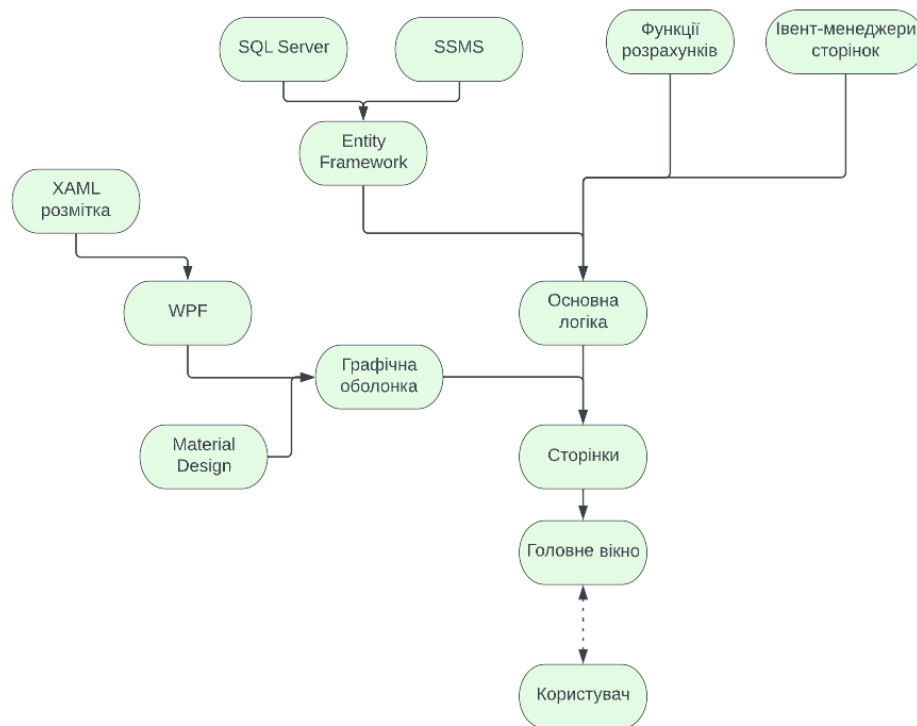 SQL Server
SSMS
Функції
розрахунків
Івент-менеджери
сторінок
Entity
Framework
XAML
розмітка
WPF
Основна
логіка
Графічна
оболонка
Material
Design
Сторінки
Головне вікно
Користувач